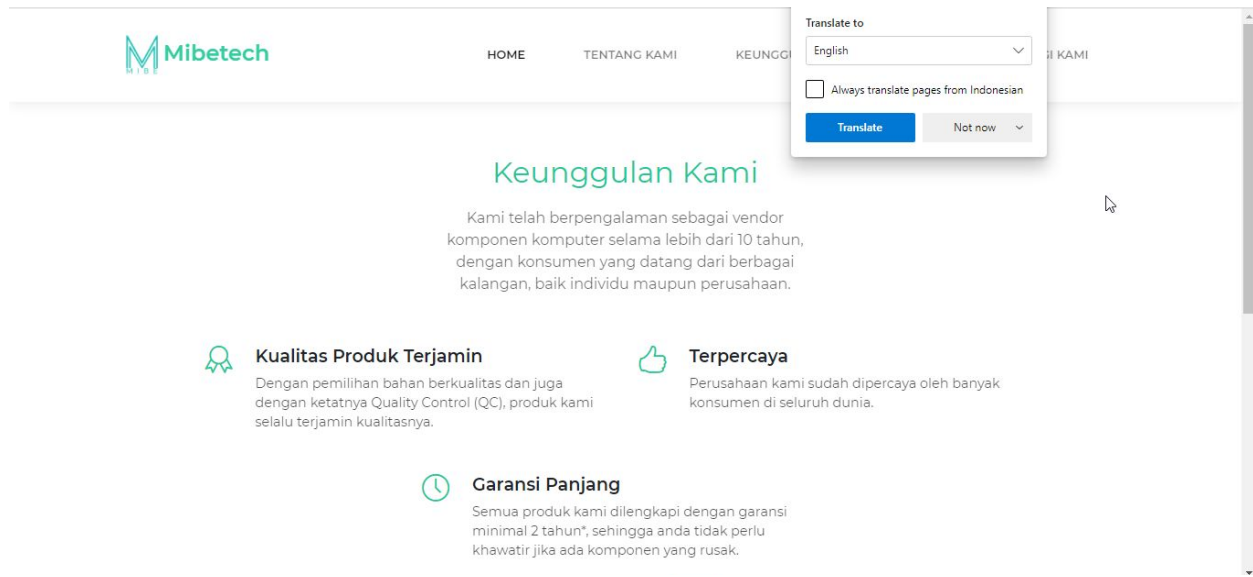 Translate to
English
Always translate pages from Indonesian
Translate
Not now
Mibetech
MIBE
HOME
TENTANG KAMI
Keunggulan Kami
Kami telah berpengalaman sebagai vendor
komponen komputer selama lebih dari 10 tahun,
dengan konsumen yang datang dari berbagai
kalangan, baik individu maupun perusahaan.
Kualitas Produk Terjamin
Dengan pemilihan bahan berkualitas dan juga
dengan ketatnya Quality Control (QC), produk kami
selalu terjamin kualitasnya.
Terpercaya
Perusahaan kami sudah dipercaya oleh banyak
konsumen di seluruh dunia.
Garansi Panjang
Semua produk kami dilengkapi dengan garansi
minimal 2 tahun*, sehingga anda tidak perlu
khawatir jika ada komponen yang rusak.